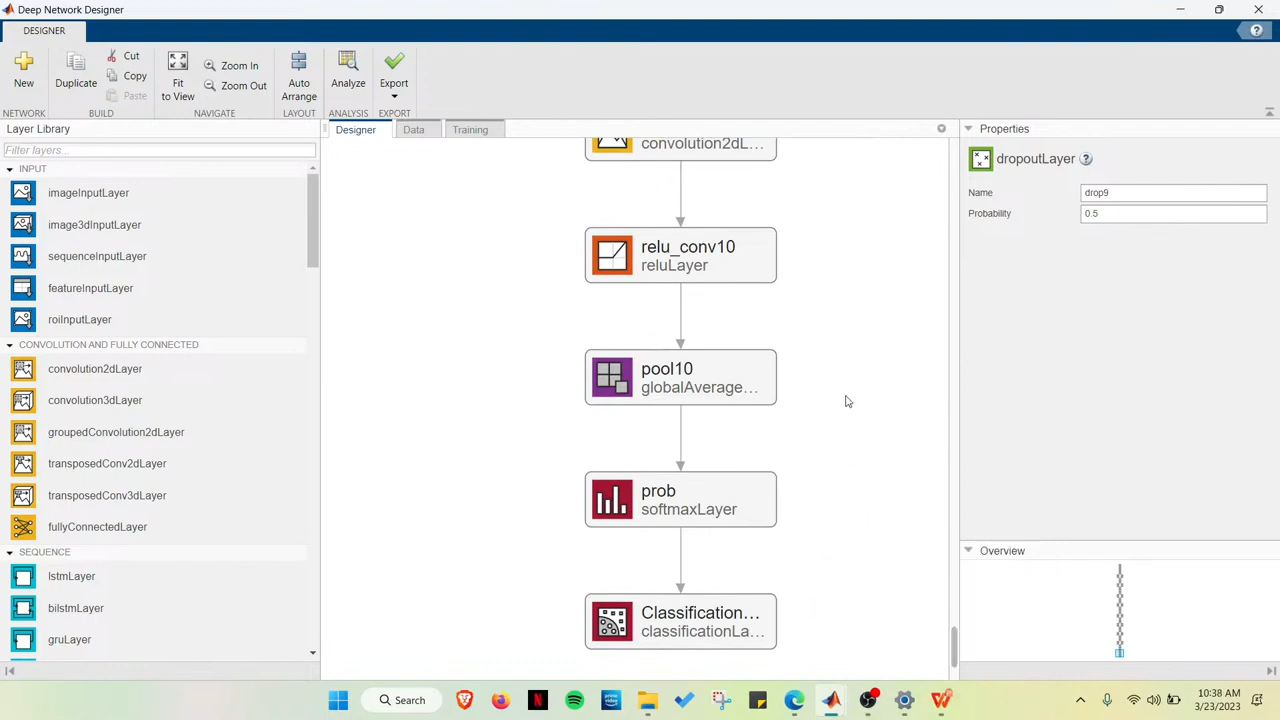 Deep Network Designer
DESIGNER
New
Duplicate
Cut
Copy
Paste
Fit
to View
Zoom In
Zoom Out
Auto
Arrange
Analyze
Export
NETWORK
BUILD
NAVIGATE
LAYOUT
ANALYSIS
EXPORT
Layer Library
Filter layers...
INPUT
imageInputLayer
image3dInputLayer
sequenceInputLayer
featureInputLayer
roiInputLayer
CONVOLUTION AND FULLY CONNECTED
convolution2dLayer
convolution3dLayer
groupedConvolution2dLayer
transposedConv2dLayer
transposedConv3dLayer
fullyConnectedLayer
SEQUENCE
lstmLayer
bilstmLayer
gruLayer
Designer
Data
Training
convolution2dL...
relu_conv10
reluLayer
pool10
globalAverage...
prob
softmaxLayer
Classification...
classificationLa...
Properties
dropoutLayer
Name
drop9
Probability
0.5
Overview
Search
10:38 AM
3/23/2023